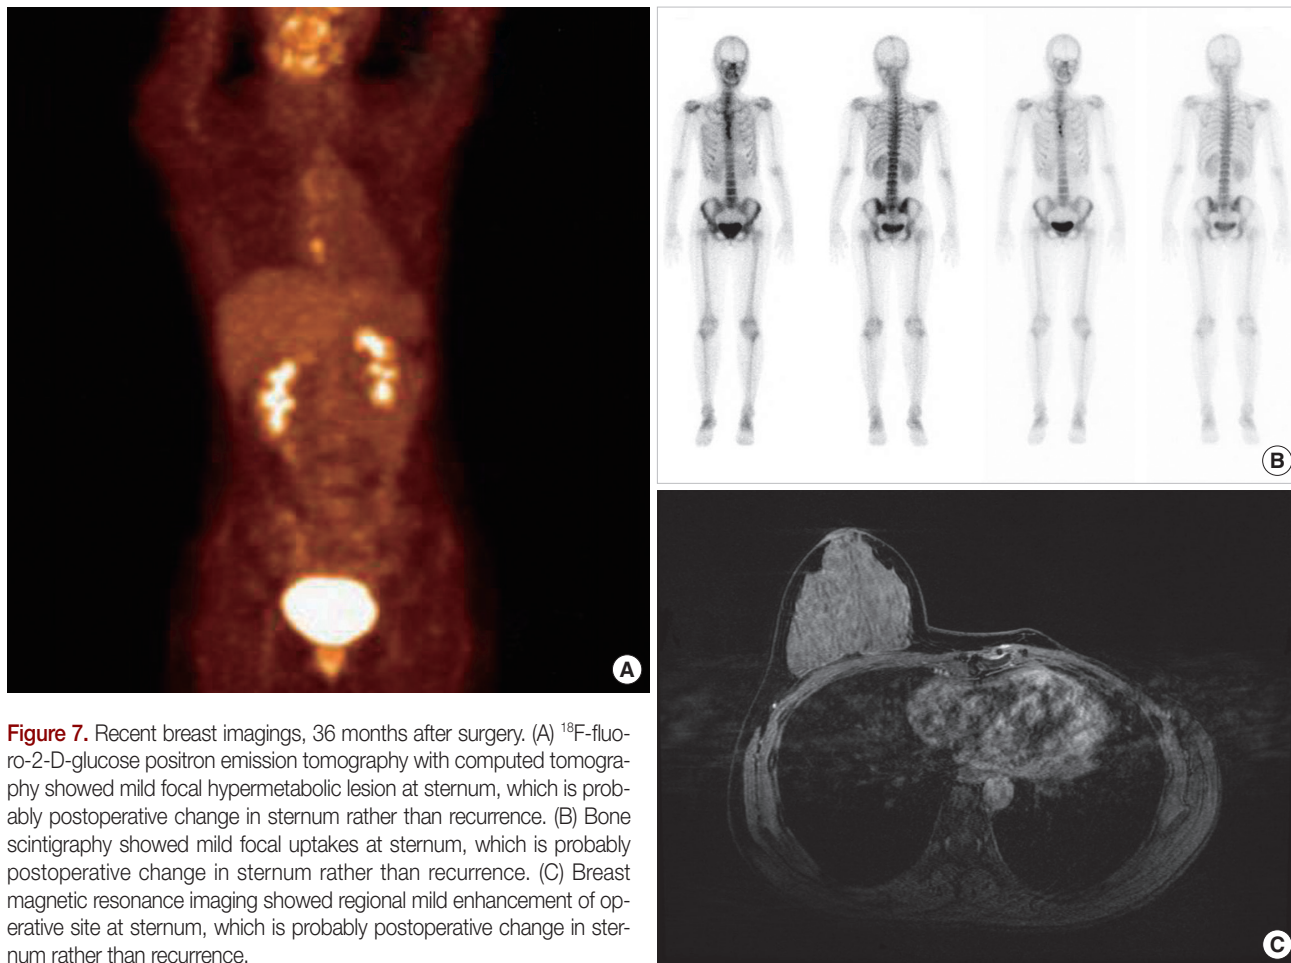 A
B
C
Figure 7. Recent breast imagings, 36 months after surgery. (A) ¹⁸F-fluo-
ro-2-D-glucose positron emission tomography with computed tomogra-
phy showed mild focal hypermetabolic lesion at sternum, which is prob-
ably postoperative change in sternum rather than recurrence. (B) Bone
scintigraphy showed mild focal uptakes at sternum, which is probably
postoperative change in sternum rather than recurrence. (C) Breast
magnetic resonance imaging showed regional mild enhancement of op-
erative site at sternum, which is probably postoperative change in ster-
num rather than recurrence.